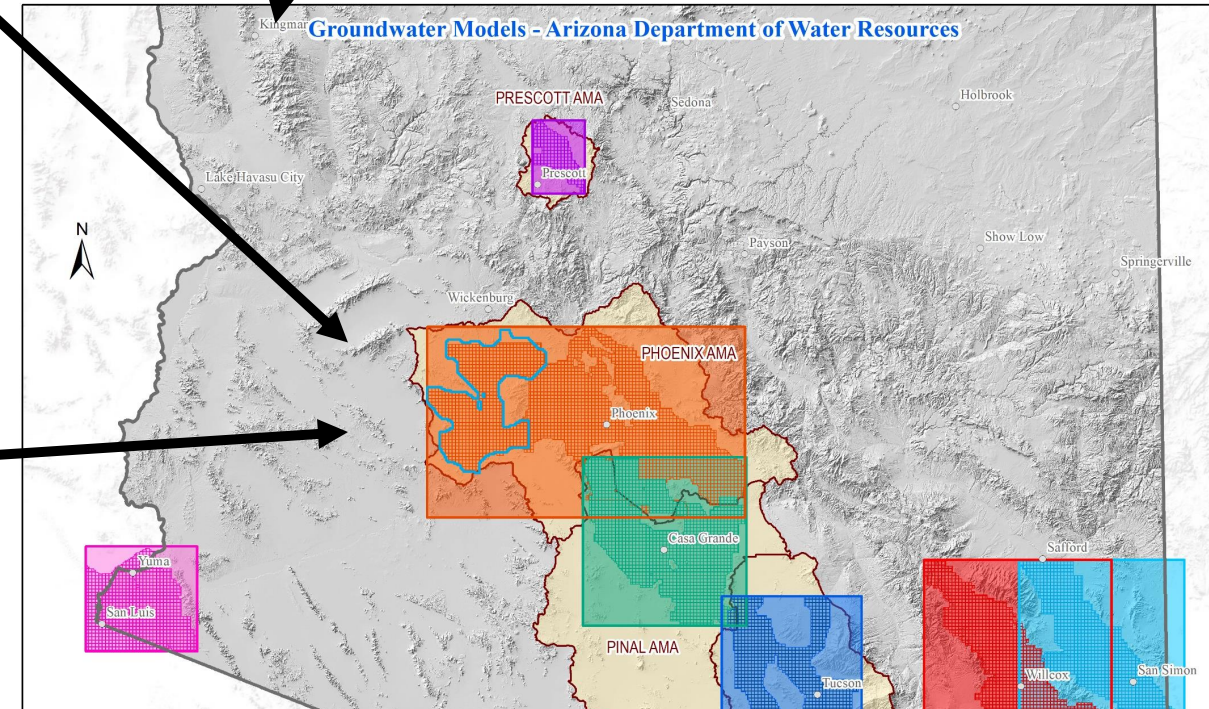 Kingmar
Groundwater Models - Arizona Department of Water Resources
PRESCOTT AMA
Sedona
Holbrook
Lake Havasu City
Prescott
N
Payson
Show Low
Springerville
Wickenburg
PHOENIX AMA
Phoenix
Casa Grande
Safford
Yuma
San Luis
PINAL AMA
Tucson
Willcox
San Simon